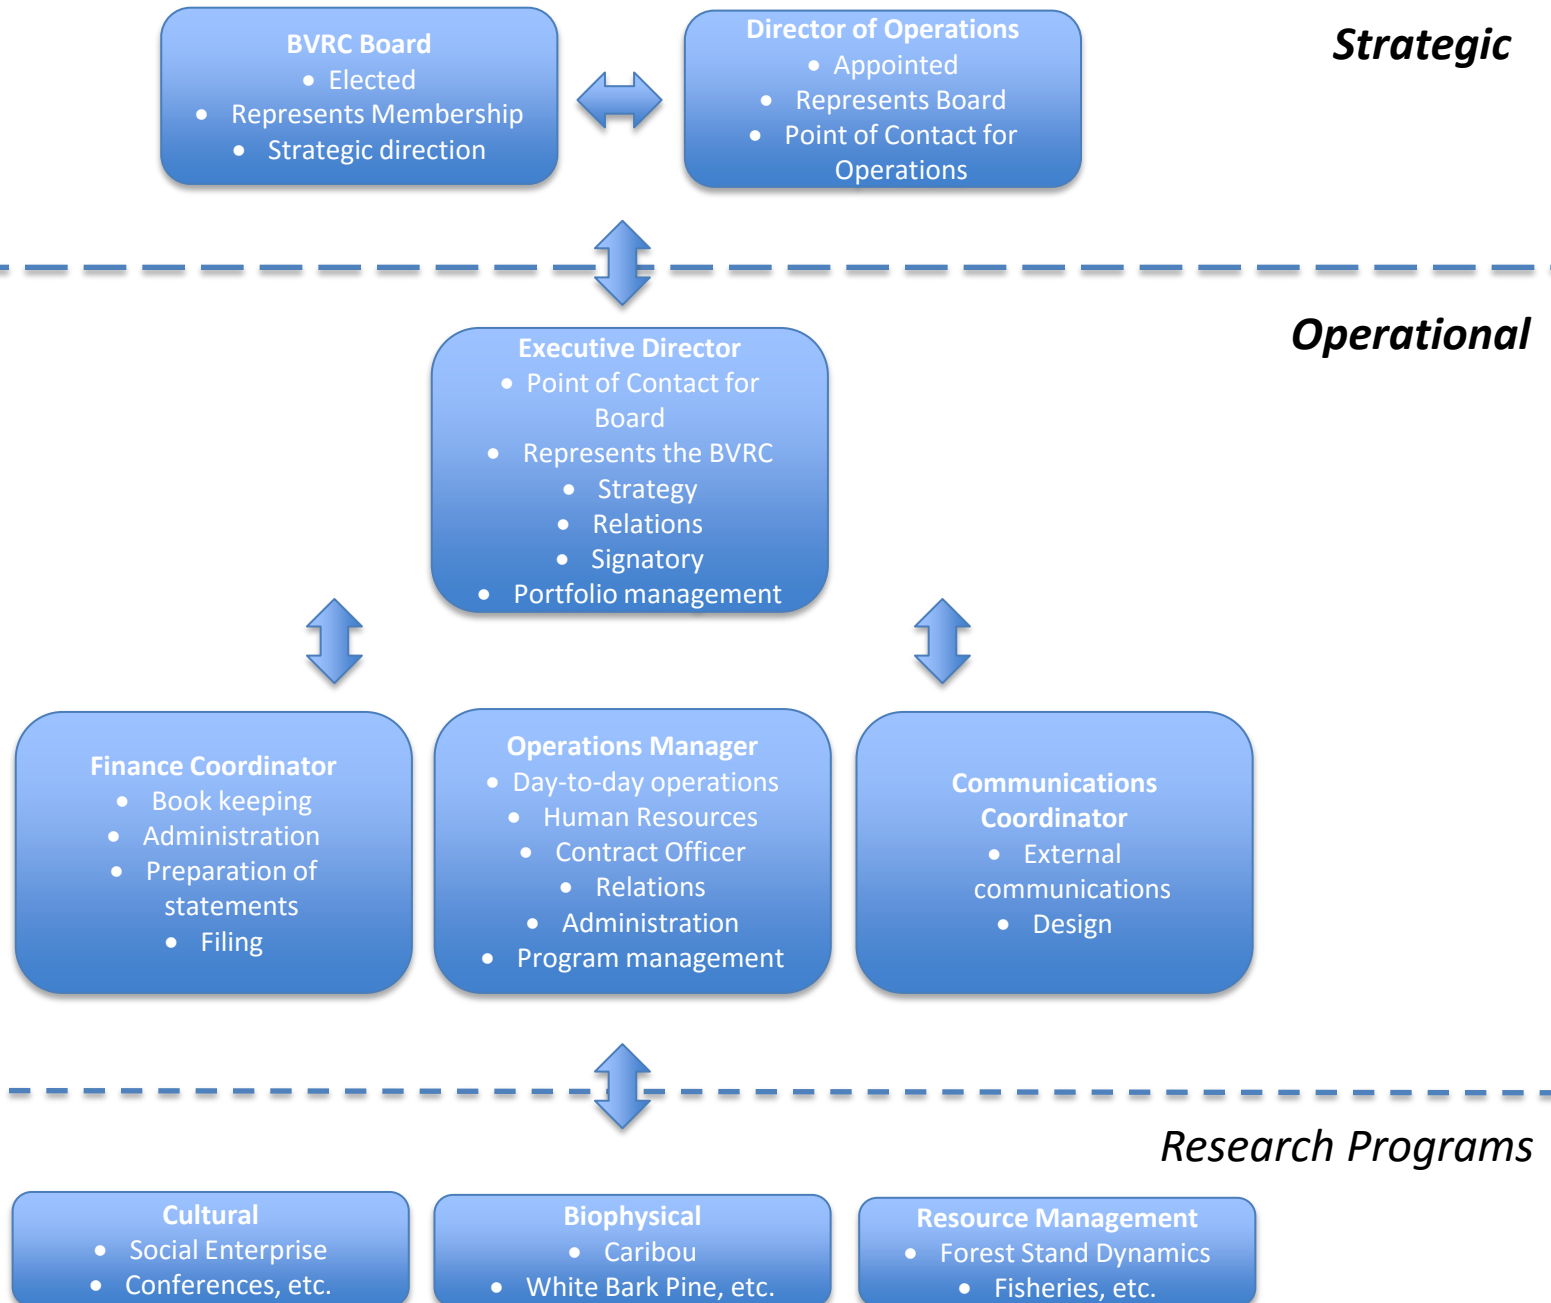 Strategic
BVRC Board
• Elected
• Represents Membership
• Strategic direction
Director of Operations
• Appointed
• Represents Board
• Point of Contact for
Operations
Operational
Executive Director
• Point of Contact for
Board
• Represents the BVRC
• Strategy
• Relations
• Signatory
• Portfolio management
Finance Coordinator
• Book keeping
• Administration
• Preparation of
statements
• Filing
Operations Manager
• Day-to-day operations
• Human Resources
• Contract Officer
• Relations
• Administration
• Program management
Communications
Coordinator
• External
communications
• Design
Research Programs
Cultural
• Social Enterprise
• Conferences, etc.
Biophysical
• Caribou
• White Bark Pine, etc.
Resource Management
• Forest Stand Dynamics
• Fisheries, etc.